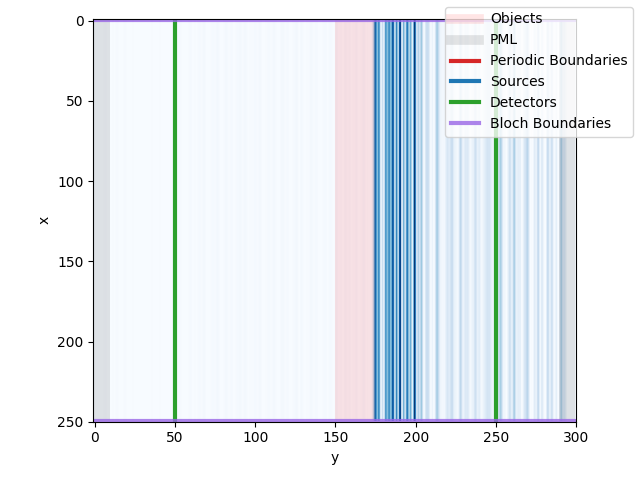 Objects
PML
Periodic Boundaries
Sources
Detectors
Bloch Boundaries
0
50
100
150
200
250
x
0 50 100 150 200 250 300
y